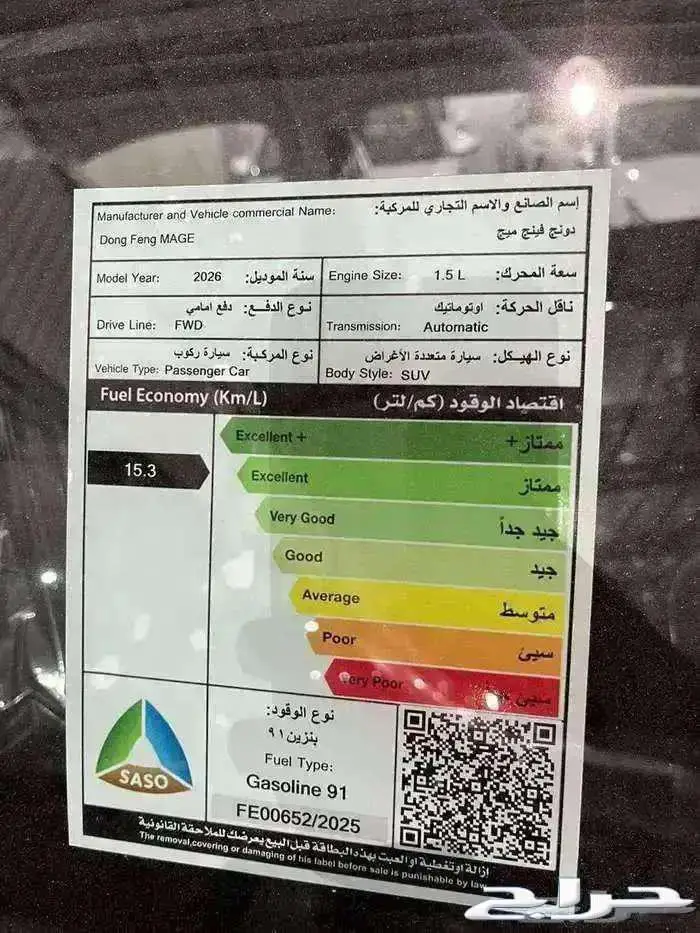 Manufacturer and Vehicle commercial Name: إسم الصانع والاسم التجاري للمركبة:
Dong Feng MAGE دونج فينج ميج
Model Year: 2026 سنة الموديل:
Engine Size: 1.5 L سعة المحرك:
نوع الدفع: دفع امامي
Drive Line: FWD
ناقل الحركة: اوتوماتيك
Transmission: Automatic
نوع المركبة: سيارة ركوب
Vehicle Type: Passenger Car
نوع الهيكل: سيارة متعددة الأغراض
Body Style: SUV
Fuel Economy (Km/L) اقتصاد الوقود (كم/لتر)
Excellent + ممتاز+
15.3
Excellent ممتاز
Very Good جيد جداً
Good جيد
Average متوسط
Poor سيئ
Very Poor سيئ
SASO
نوع الوقود:
بنزين ٩١
Fuel Type:
Gasoline 91
FE00652/2025
ازالة اوتغطية او العبث بهذه البطاقة قبل البيع يعرضك للملاحقة القانونية
The removal,covering or damaging of his label before sale is punishable by law
حراج